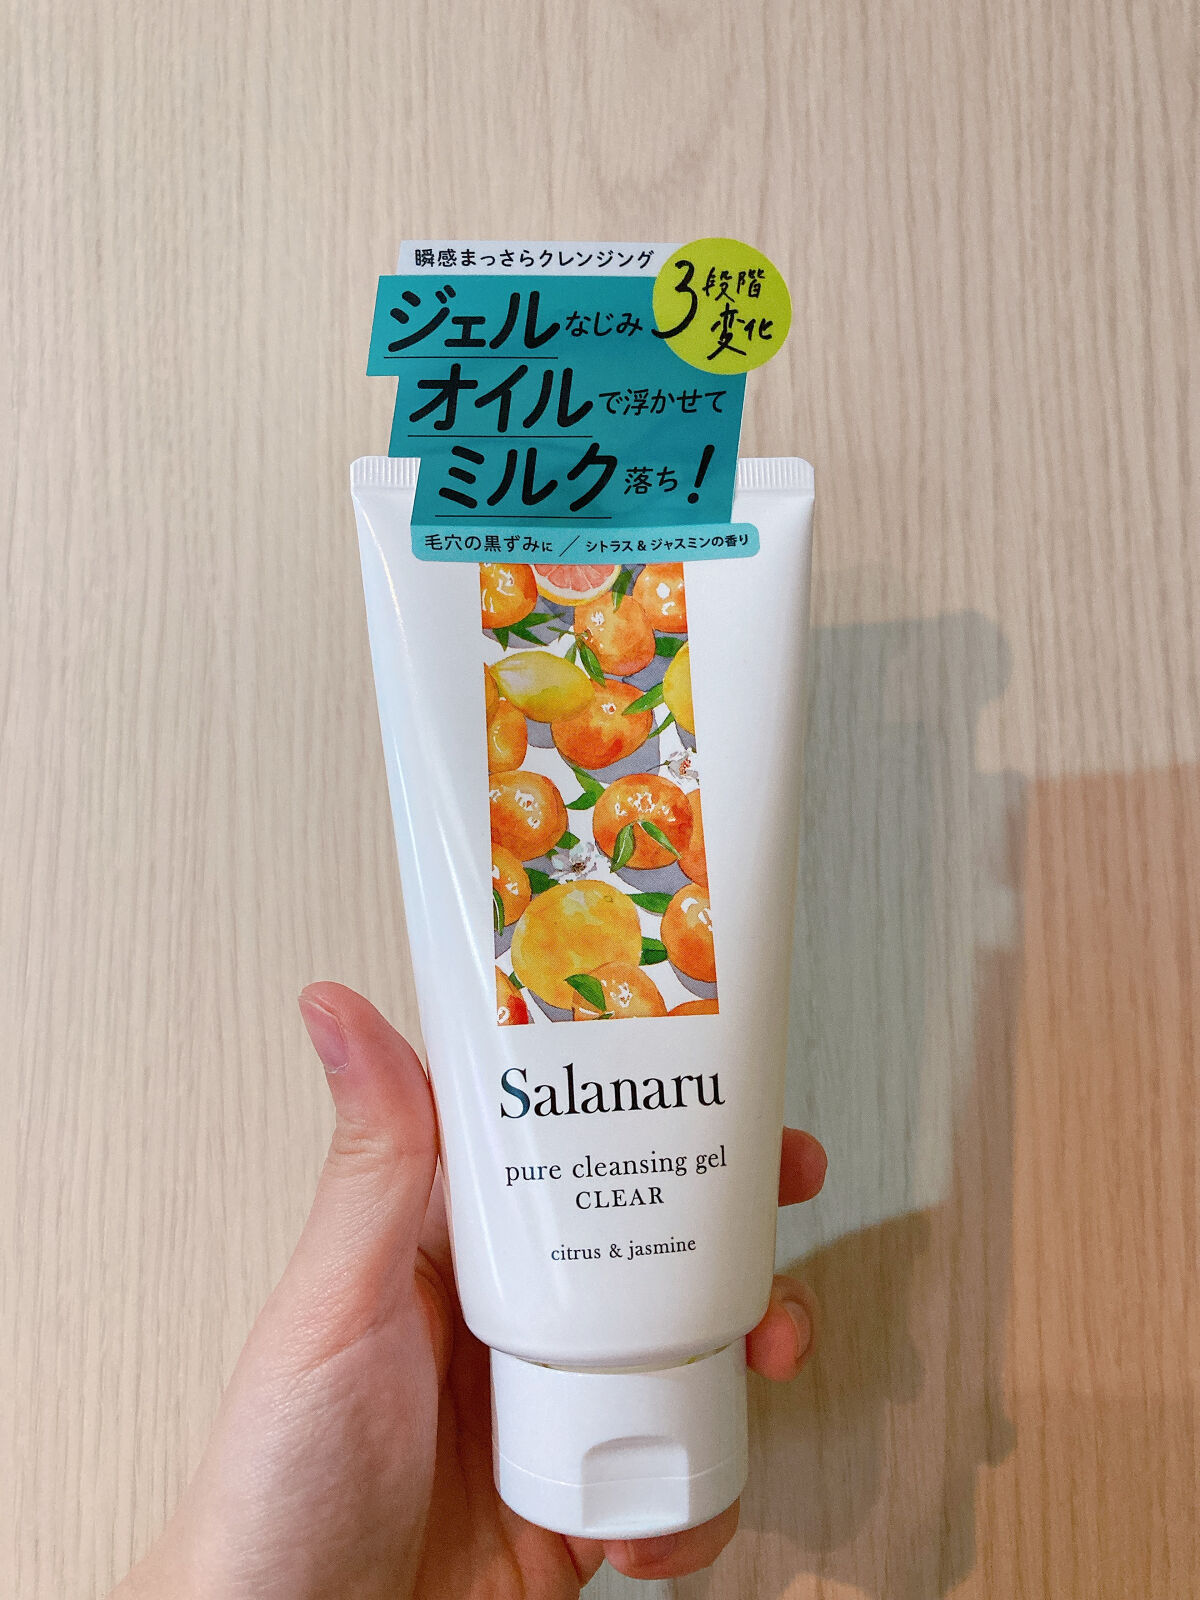 瞬感まっさらクレンジング
3段階
変化
ジェルなじみ
オイルで浮かせて
ミルク落ち!
毛穴の黒ずみに／シトラス&ジャスミンの香り
Salanaru
pure cleansing gel
CLEAR
citrus & jasmine